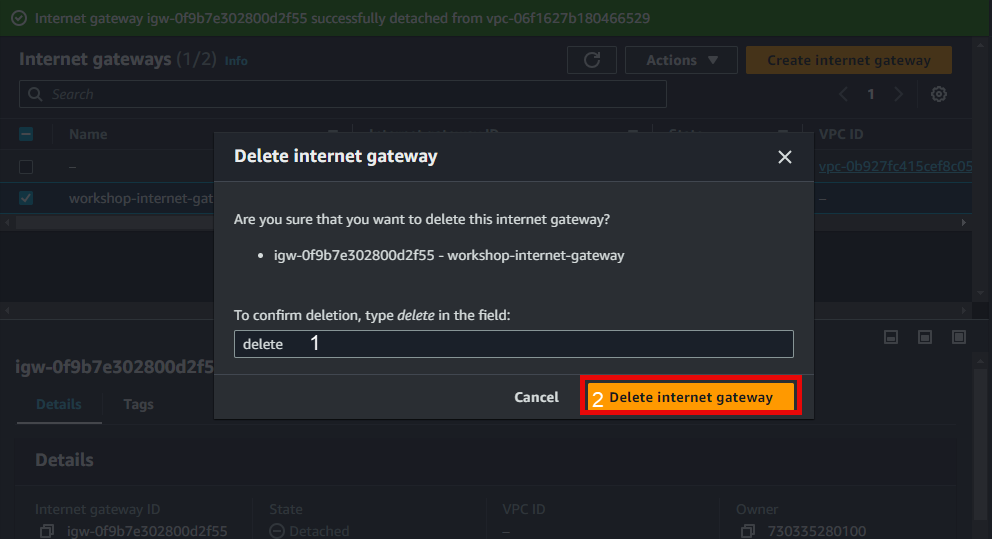 Internet gateway igw-0f9b7e302800d2f55 successfully detached from vpc-06f1627b180466529
Internet gateways (1/2) Info
Actions
Create internet gateway
Search
1
Name
VPC ID
–
vpc-0b927fc415cef8c05
workshop-internet-gat
–
Delete internet gateway
Are you sure that you want to delete this internet gateway?
• igw-0f9b7e302800d2f55 - workshop-internet-gateway
To confirm deletion, type delete in the field:
delete 1
Cancel
2 Delete internet gateway
igw-0f9b7e302800d2f5
Details Tags
Details
Internet gateway ID State VPC ID Owner
igw-0f9b7e302800d2f55 Detached – 730335280100